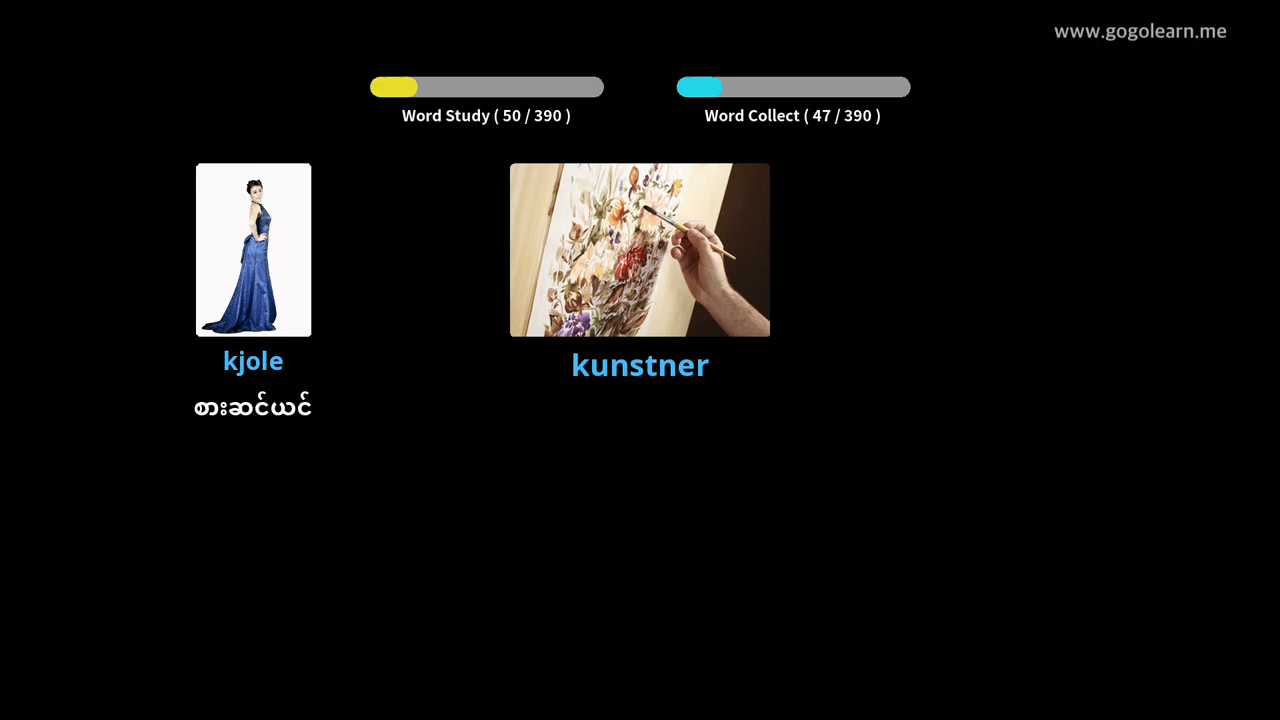 www.gogolearn.me
Word Study ( 50 / 390 )
Word Collect ( 47 / 390 )
kjole
kunstner
စားဆင်ယင်